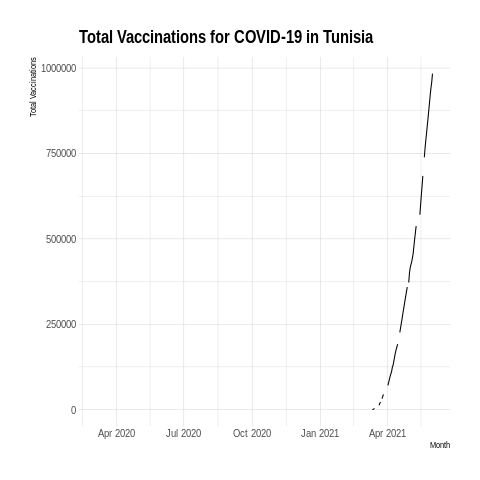 Total Vaccinations for COVID-19 in Tunisia
Total Vaccinations
1000000
750000
500000
250000
0
Apr 2020 Jul 2020 Oct 2020 Jan 2021 Apr 2021
Month